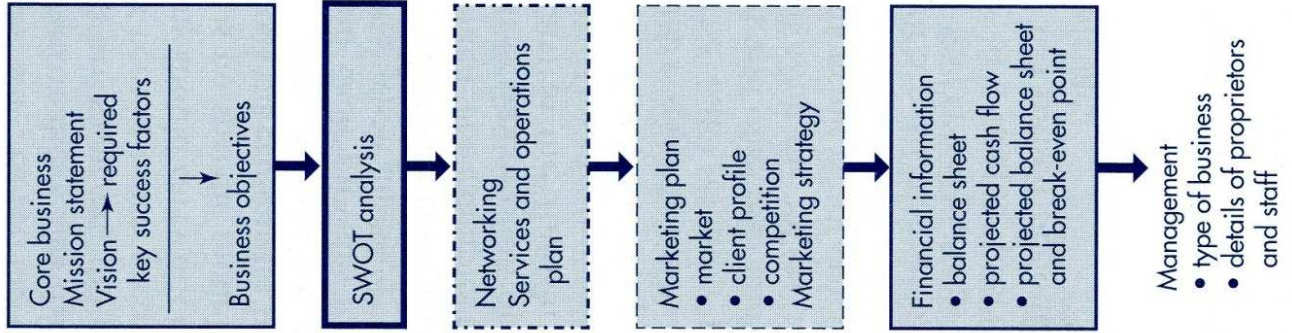 Core business
Mission statement
Vision → required
key success factors
Business objectives
SWOT analysis
Networking
Services and operations
plan
Marketing plan
• market
• client profile
• competition
Marketing strategy
Financial information
• balance sheet
• projected cash flow
• projected balance sheet
and break-even point
Management
• type of business
• details of proprietors
and staff